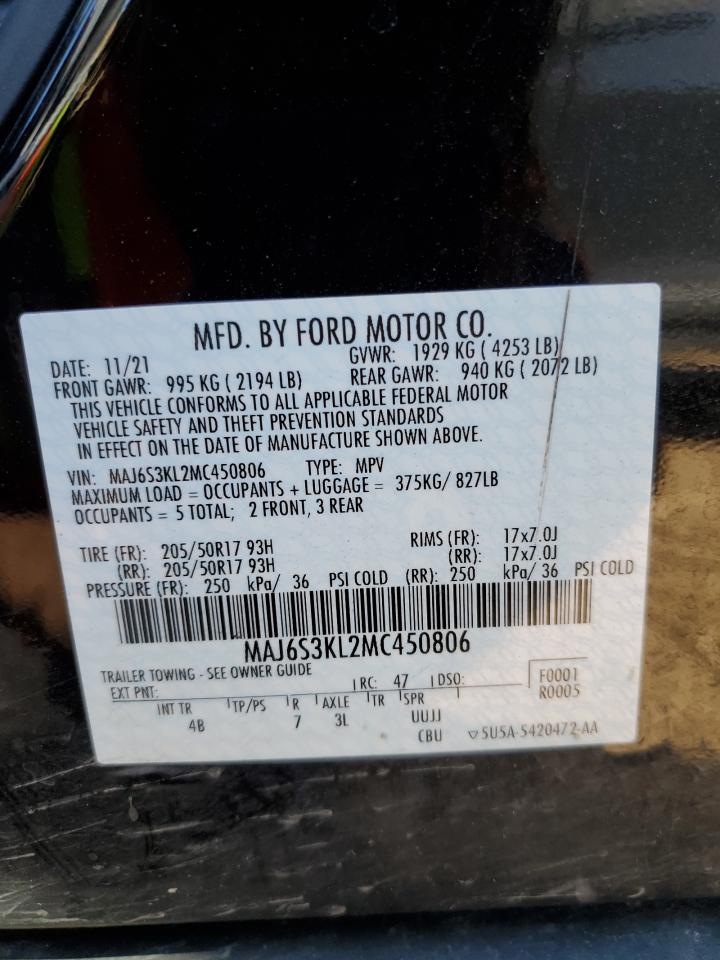 MFD. BY FORD MOTOR CO.
DATE: 11/21 GVWR: 1929 KG ( 4253 LB)
FRONT GAWR: 995 KG ( 2194 LB) REAR GAWR: 940 KG ( 2072 LB)
THIS VEHICLE CONFORMS TO ALL APPLICABLE FEDERAL MOTOR
VEHICLE SAFETY AND THEFT PREVENTION STANDARDS
IN EFFECT ON THE DATE OF MANUFACTURE SHOWN ABOVE.
VIN: MAJ6S3KL2MC450806 TYPE: MPV
MAXIMUM LOAD = OCCUPANTS + LUGGAGE = 375KG/ 827LB
OCCUPANTS = 5 TOTAL; 2 FRONT, 3 REAR
TIRE (FR): 205/50R17 93H RIMS (FR): 17x7.0J
(RR): 205/50R17 93H (RR): 17x7.0J
PRESSURE (FR): 250 kPa/ 36 PSI COLD (RR): 250 kPa/ 36 PSI COLD
MAJ6S3KL2MC450806
TRAILER TOWING - SEE OWNER GUIDE
EXT PNT: RC: 47 DSO: F0001
R0005
INT TR TP/PS R AXLE TR SPR
4B 7 3L UUJJ
CBU ▽5U5A-5420472-AA